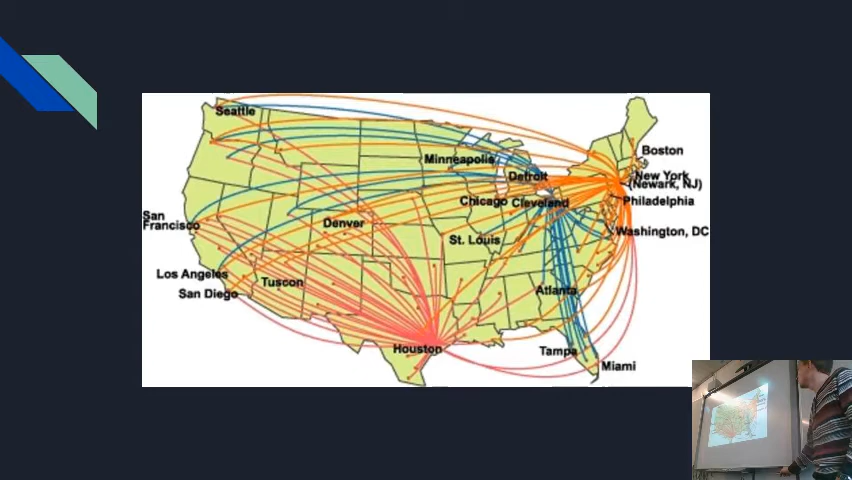 Seattle
Boston
Minneapolis
Detroit
New York
(Newark, NJ)
Chicago
Cleveland
Philadelphia
San
Francisco
Denver
Washington, DC
St. Louis
Los Angeles
Tuscon
San Diego
Atlanta
Houston
Tampa
Miami